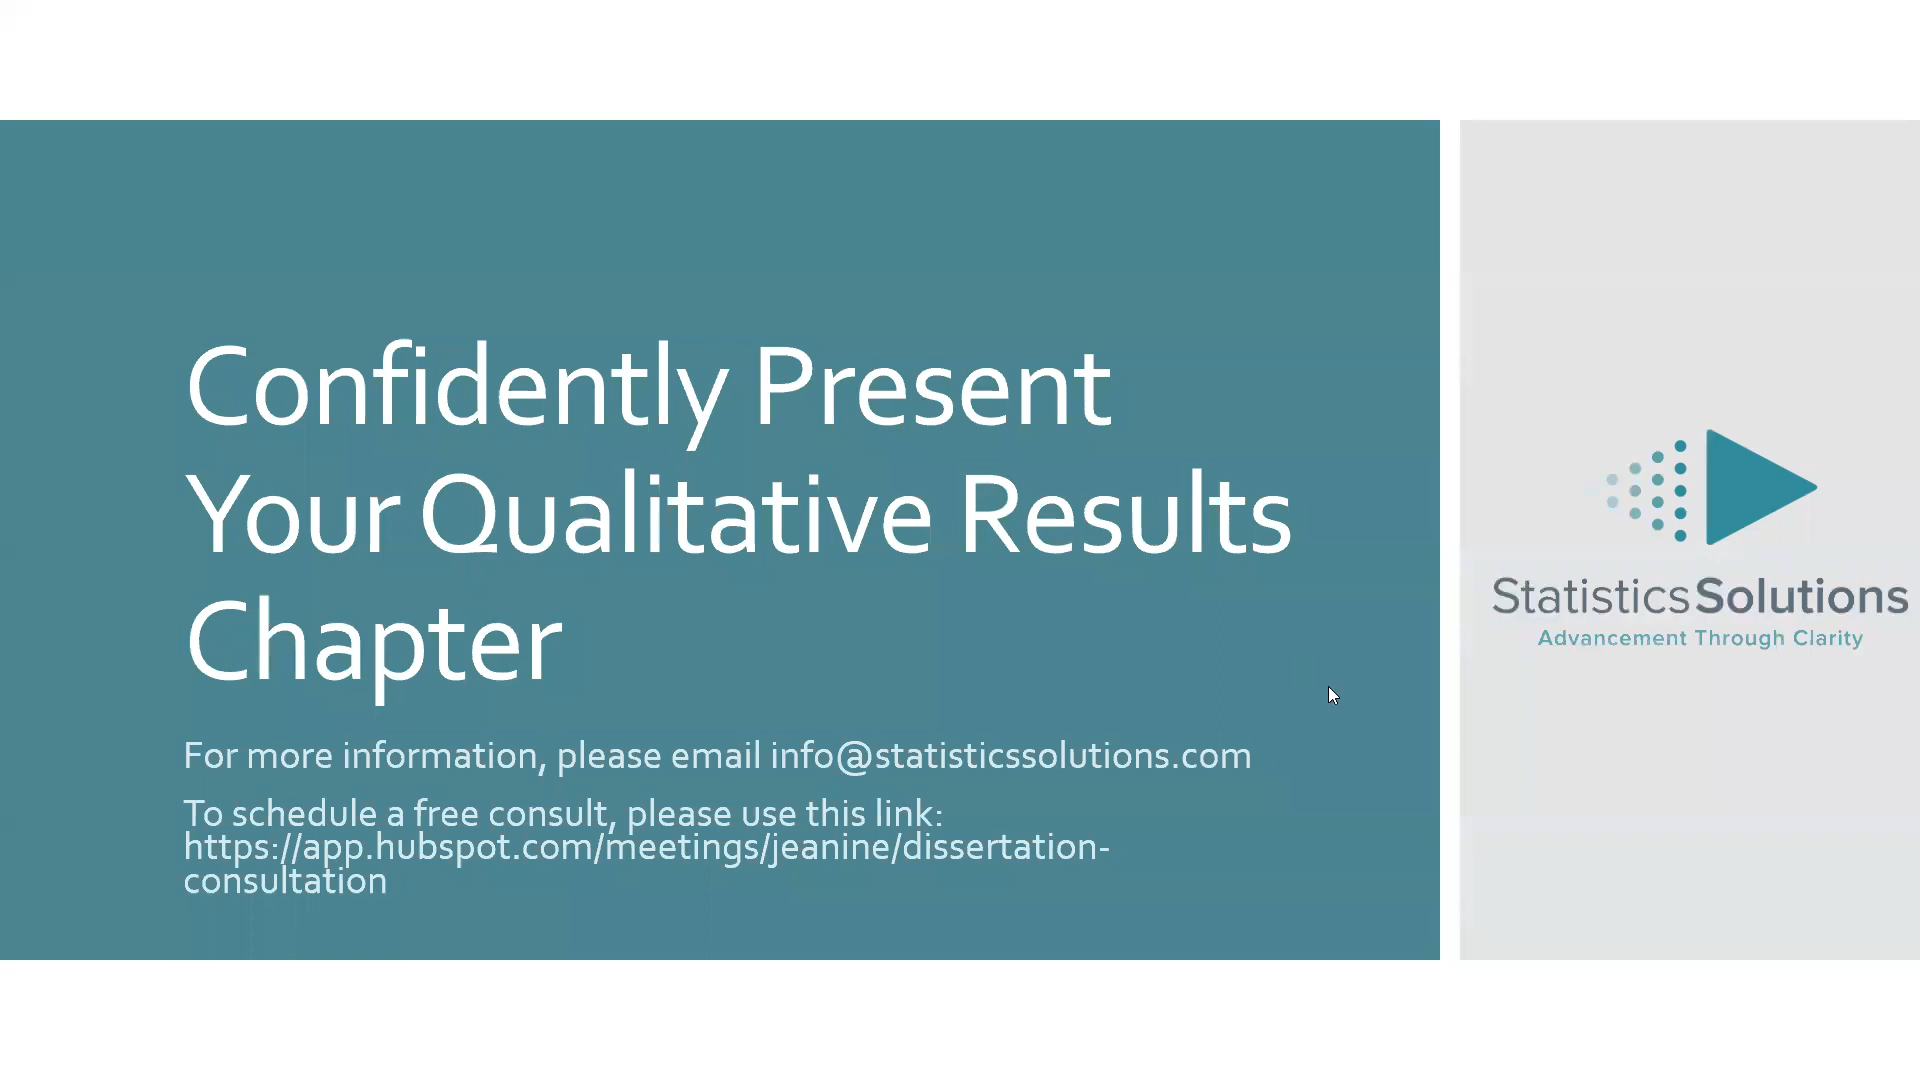 Confidently Present
Your Qualitative Results
Chapter
For more information, please email info@statisticssolutions.com
To schedule a free consult, please use this link:
https://app.hubspot.com/meetings/jeanine/dissertation-
consultation
StatisticsSolutions
Advancement Through Clarity